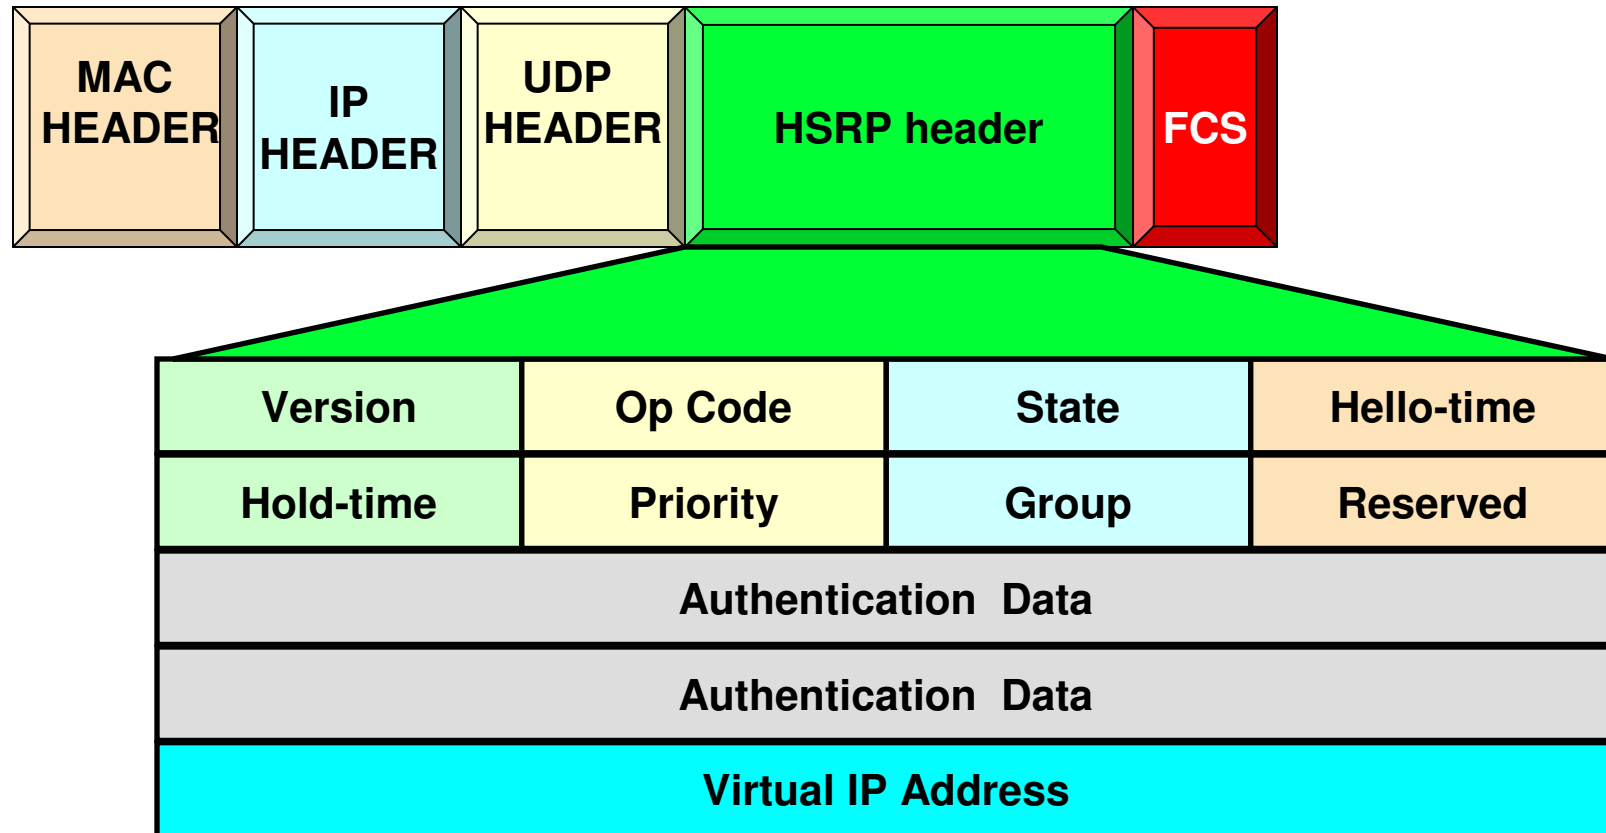 MAC
HEADER
IP
HEADER
UDP
HEADER
HSRP header
FCS
Version
Op Code
State
Hello-time
Hold-time
Priority
Group
Reserved
Authentication Data
Authentication Data
Virtual IP Address